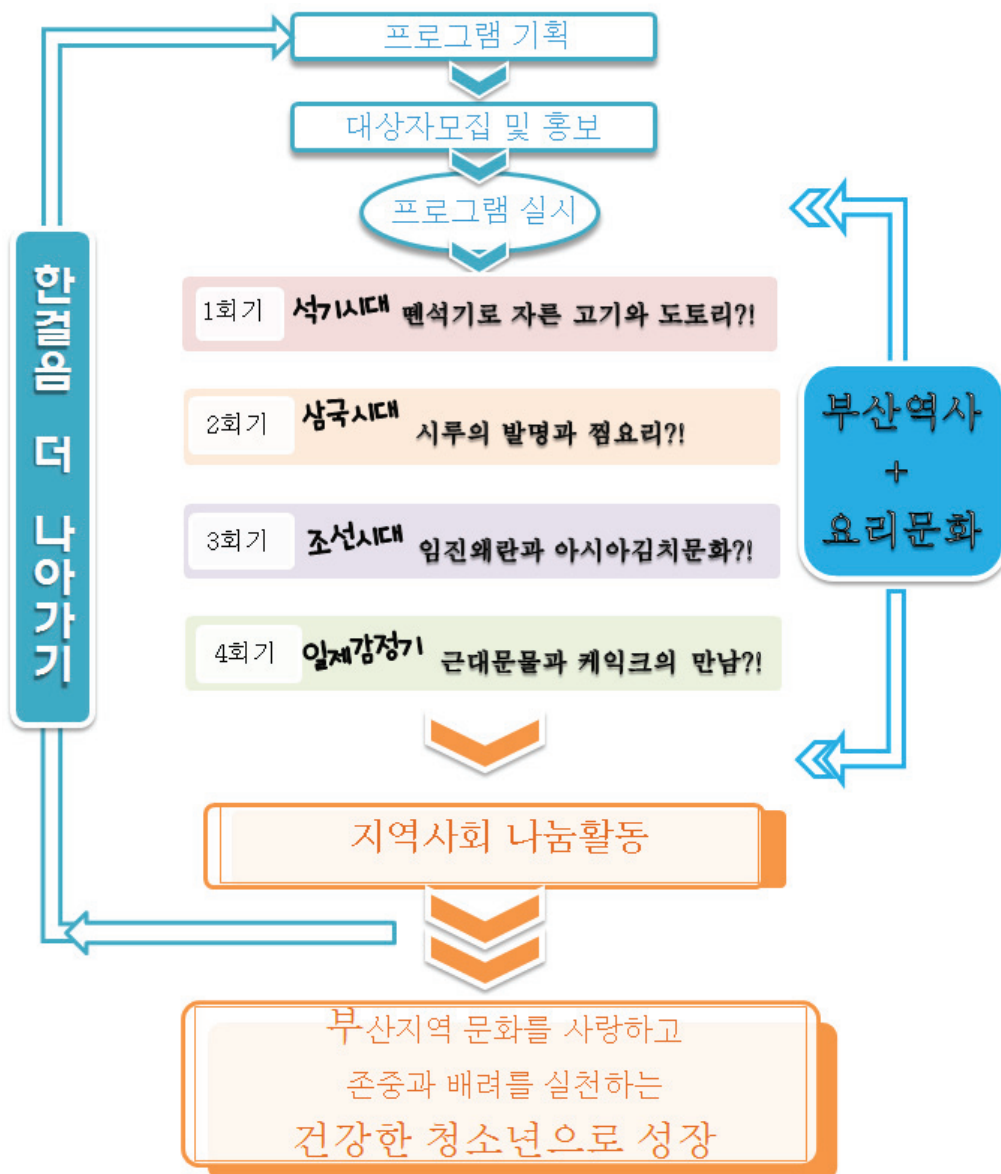 프로그램 기획
대상자모집 및 홍보
프로그램 실시
1회기 석기시대 뗀석기로 자른 고기와 도토리?!
2회기 삼국시대 시루의 발명과 찜요리?!
3회기 조선시대 임진왜란과 아시아김치문화?!
4회기 일제감정기 근대문물과 케익크의 만남?!
한걸음 더 나아가기
부산역사
+
요리문화
지역사회 나눔활동
부산지역 문화를 사랑하고
존중과 배려를 실천하는
건강한 청소년으로 성장